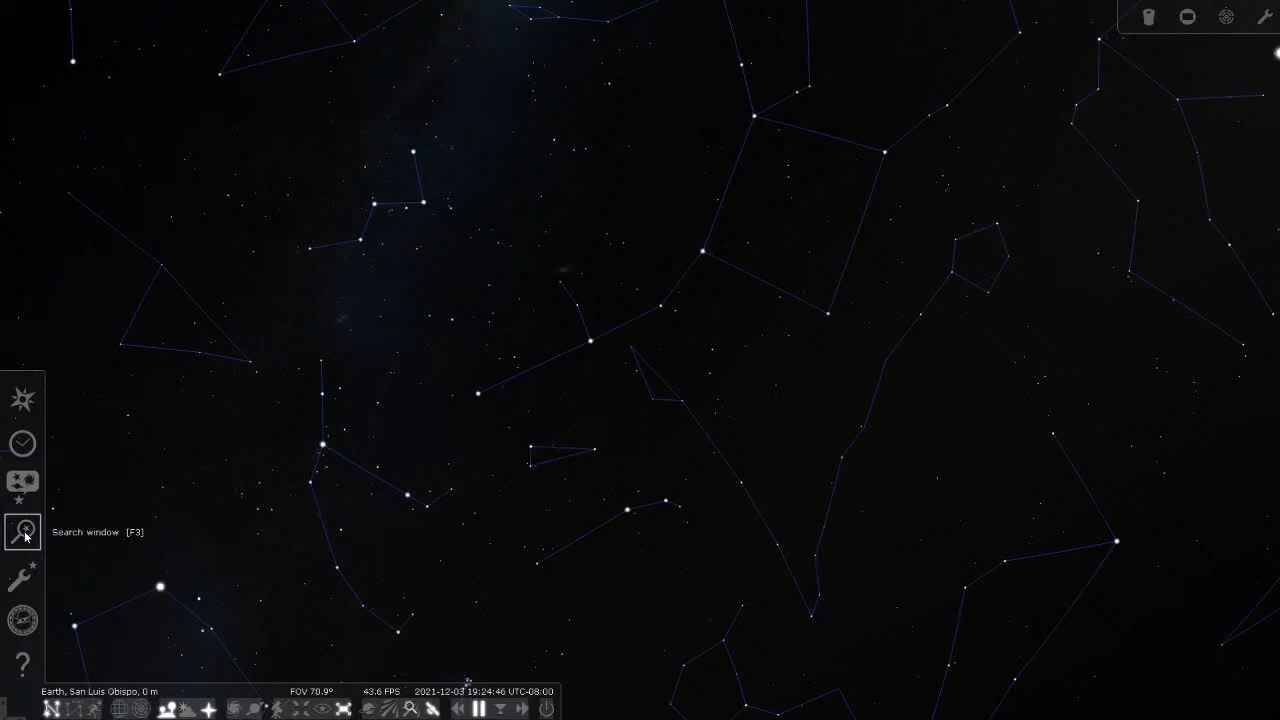 Search window [F3]
Earth, San Luis Obispo, 0 m FOV 70.9° 43.6 FPS 2021-12-03 19:24:46 UTC-08:00